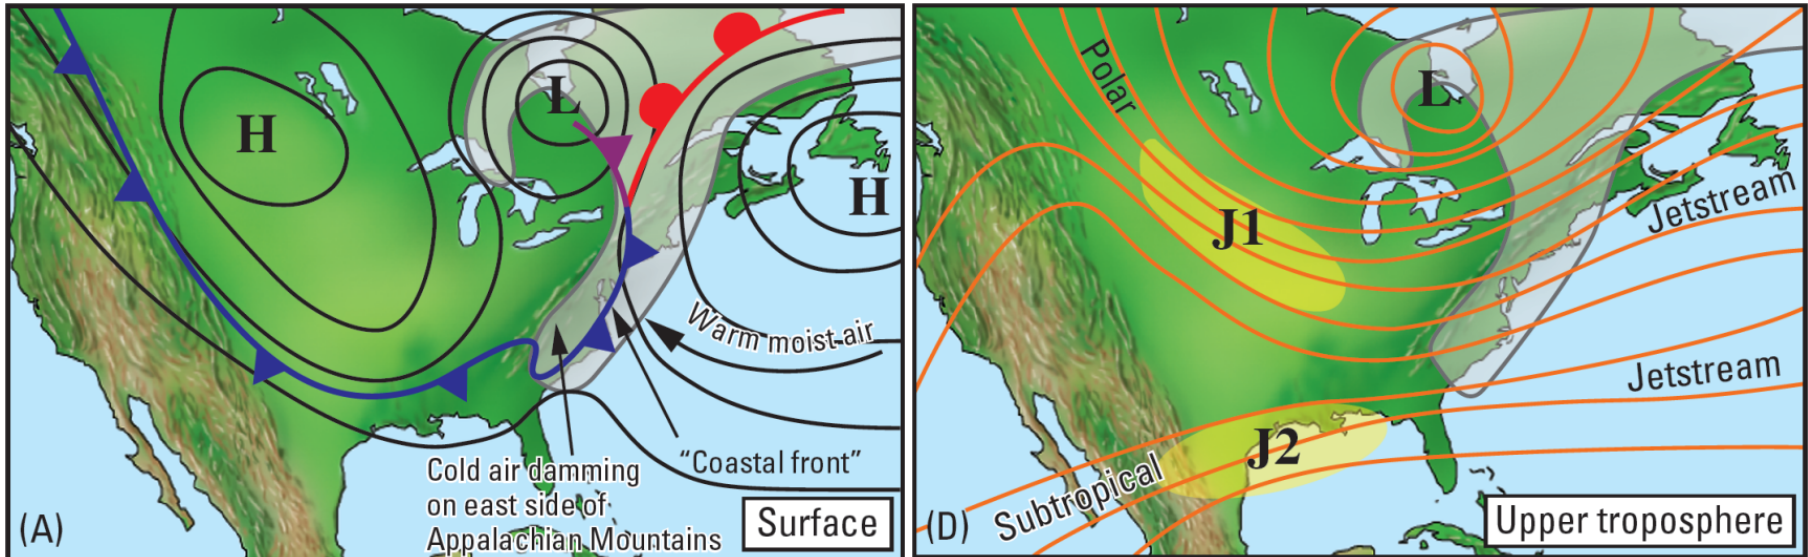 H
L
H
Warm moist air
"Coastal front"
Cold air damming
on east side of
Appalachian Mountains
(A)
Surface
Polar
L
J1
Jetstream
Jetstream
J2
Subtropical
(D)
Upper troposphere